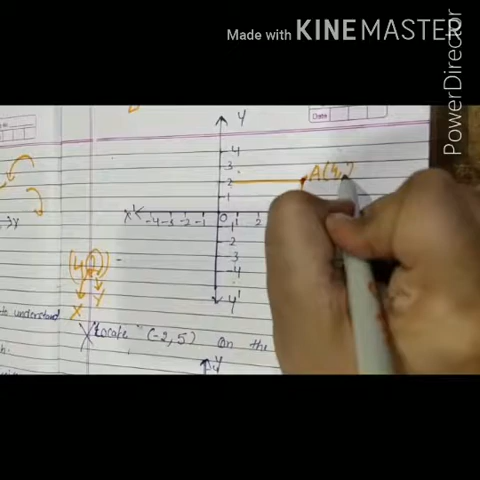 Made with KINEMASTER
PowerDirector
Date
Y
4
3
2
1
A(4,
X' -4 -3 -2 -1 0 1 2
1
2
3
4
Y'
(4 2)
X Y
to understand
Locate (-2,5) on the
Y